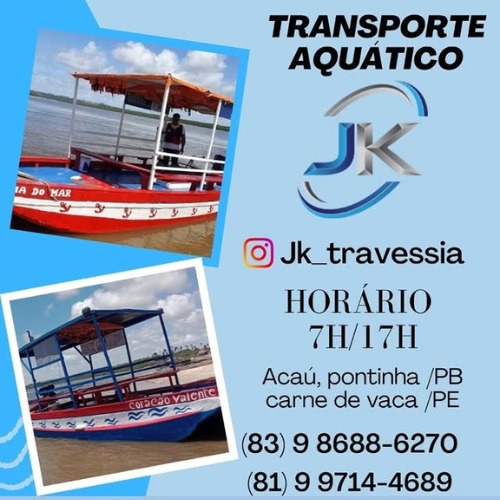 TRANSPORTE
AQUÁTICO
JK
Jk_travessia
HORÁRIO
7H/17H
Acaú, pontinha /PB
carne de vaca /PE
(83) 9 8688-6270
(81) 9 9714-4689
IA DO MAR
coração valente